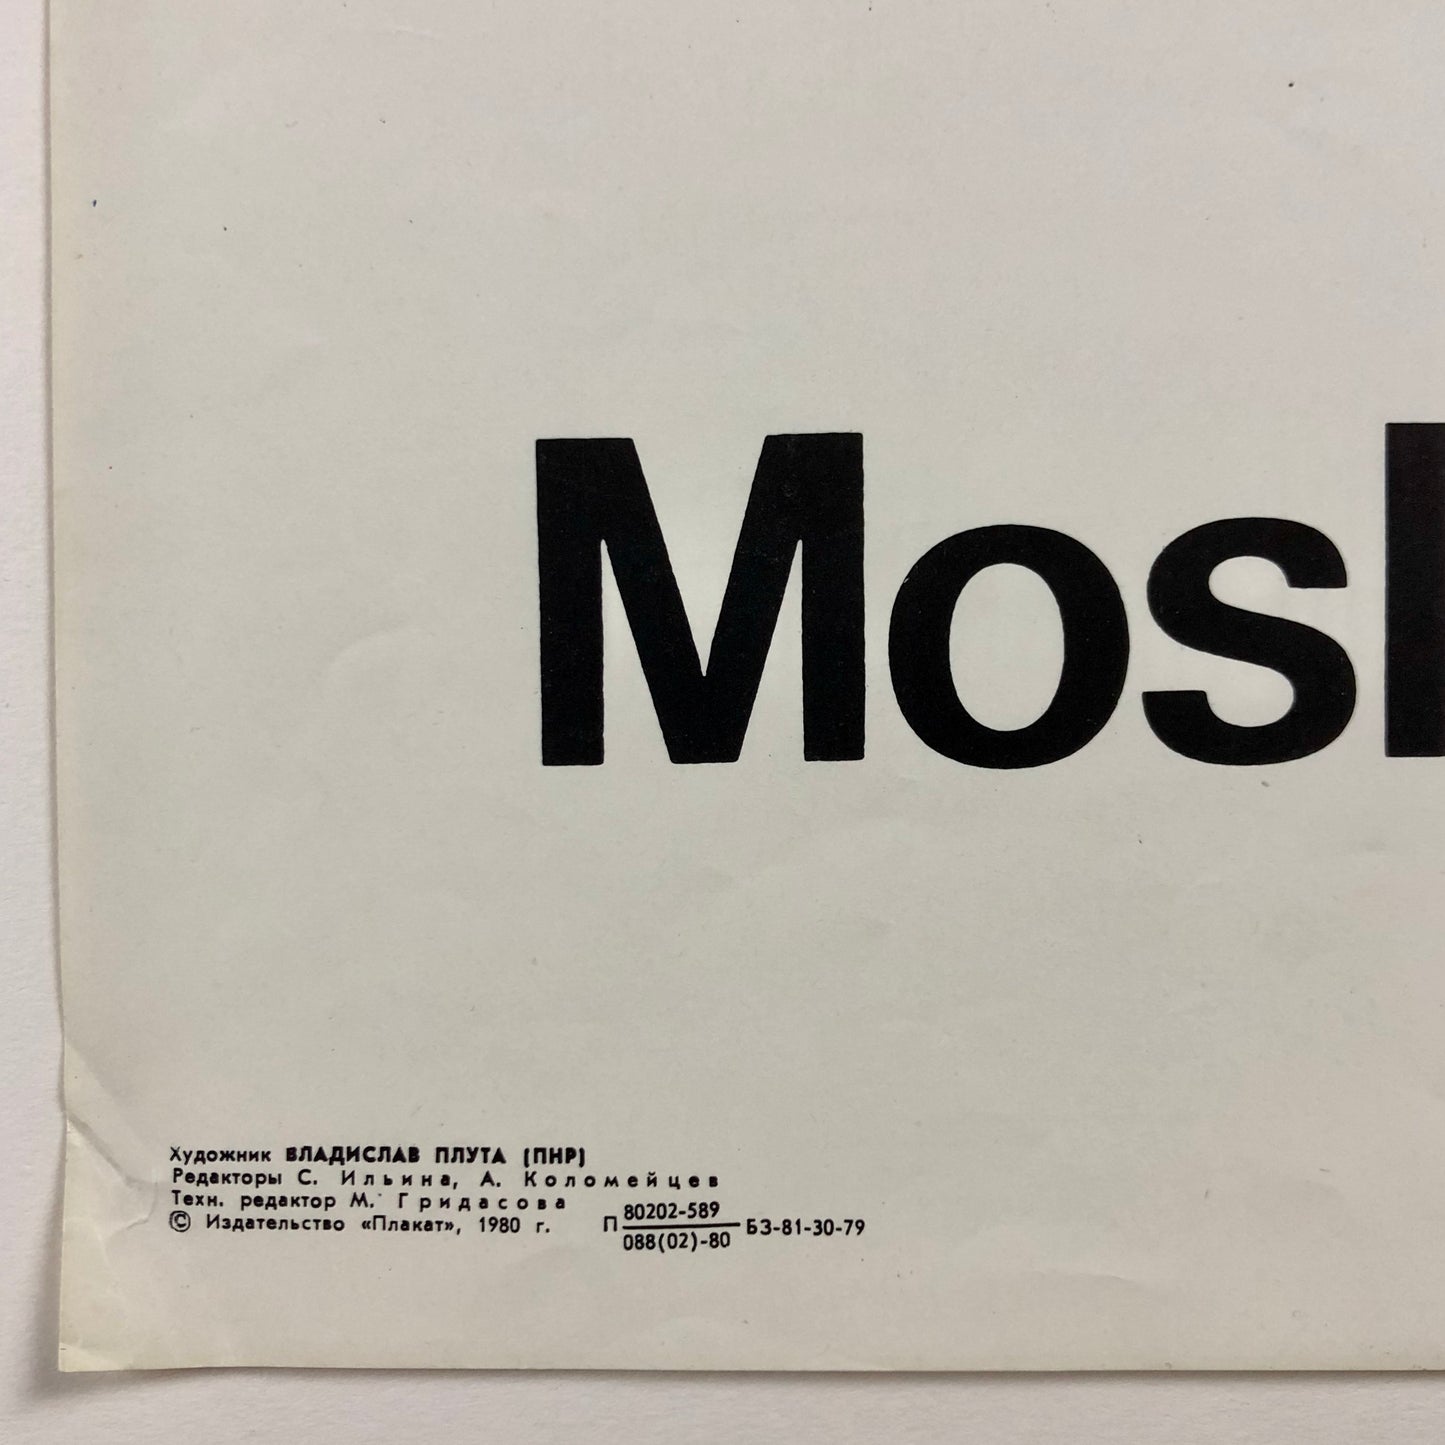 Mosk
Художник ВЛАДИСЛАВ ПЛУТА (ПНР)
Редакторы С. Ильина, А. Коломейцев
Техн. редактор М. Гридасова
© Издательство «Плакат», 1980 г.
П 80202-589
088(02)-80 БЗ-81-30-79